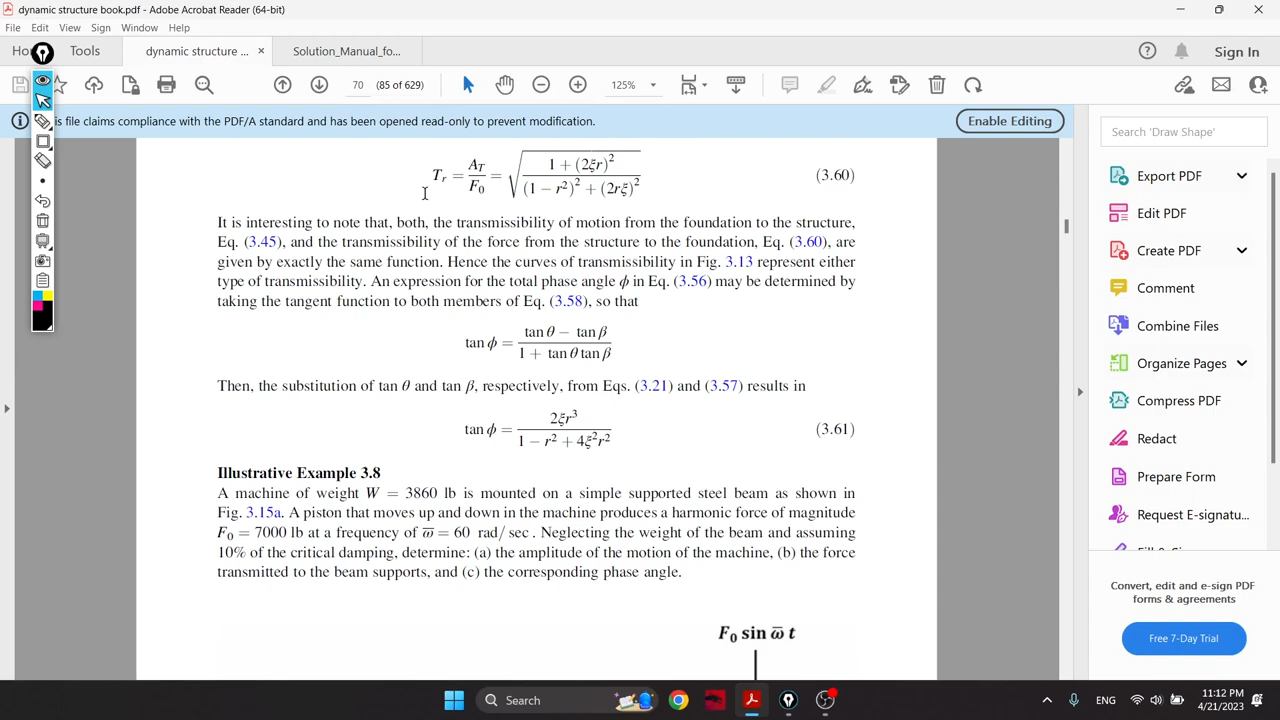 dynamic structure book.pdf - Adobe Acrobat Reader (64-bit)
File Edit View Sign Window Help
Tools dynamic structure ... × Solution_Manual_fo... Sign In
70 (85 of 629) 125%
is file claims compliance with the PDF/A standard and has been opened read-only to prevent modification. Enable Editing
T_r = A_T / F_0 = √((1 + (2ξr)²) / ((1 − r²)² + (2rξ)²)) (3.60)
It is interesting to note that, both, the transmissibility of motion from the foundation to the structure,
Eq. (3.45), and the transmissibility of the force from the structure to the foundation, Eq. (3.60), are
given by exactly the same function. Hence the curves of transmissibility in Fig. 3.13 represent either
type of transmissibility. An expression for the total phase angle ϕ in Eq. (3.56) may be determined by
taking the tangent function to both members of Eq. (3.58), so that
tan ϕ = (tan θ − tan β) / (1 + tan θ tan β)
Then, the substitution of tan θ and tan β, respectively, from Eqs. (3.21) and (3.57) results in
tan ϕ = 2ξr³ / (1 − r² + 4ξ²r²) (3.61)
Illustrative Example 3.8
A machine of weight W = 3860 lb is mounted on a simple supported steel beam as shown in
Fig. 3.15a. A piston that moves up and down in the machine produces a harmonic force of magnitude
F₀ = 7000 lb at a frequency of ω̅ = 60 rad/sec. Neglecting the weight of the beam and assuming
10% of the critical damping, determine: (a) the amplitude of the motion of the machine, (b) the force
transmitted to the beam supports, and (c) the corresponding phase angle.
F₀ sin ω̅ t
Search 'Draw Shape'
Export PDF
Edit PDF
Create PDF
Comment
Combine Files
Organize Pages
Compress PDF
Redact
Prepare Form
Request E-signatu...
Convert, edit and e-sign PDF
forms & agreements
Free 7-Day Trial
Search
ENG
11:12 PM
4/21/2023